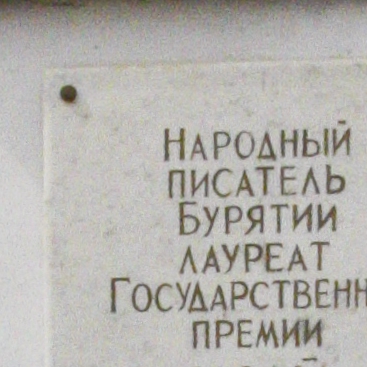 Народный
писатель
Бурятии
лауреат
Государственн
премии